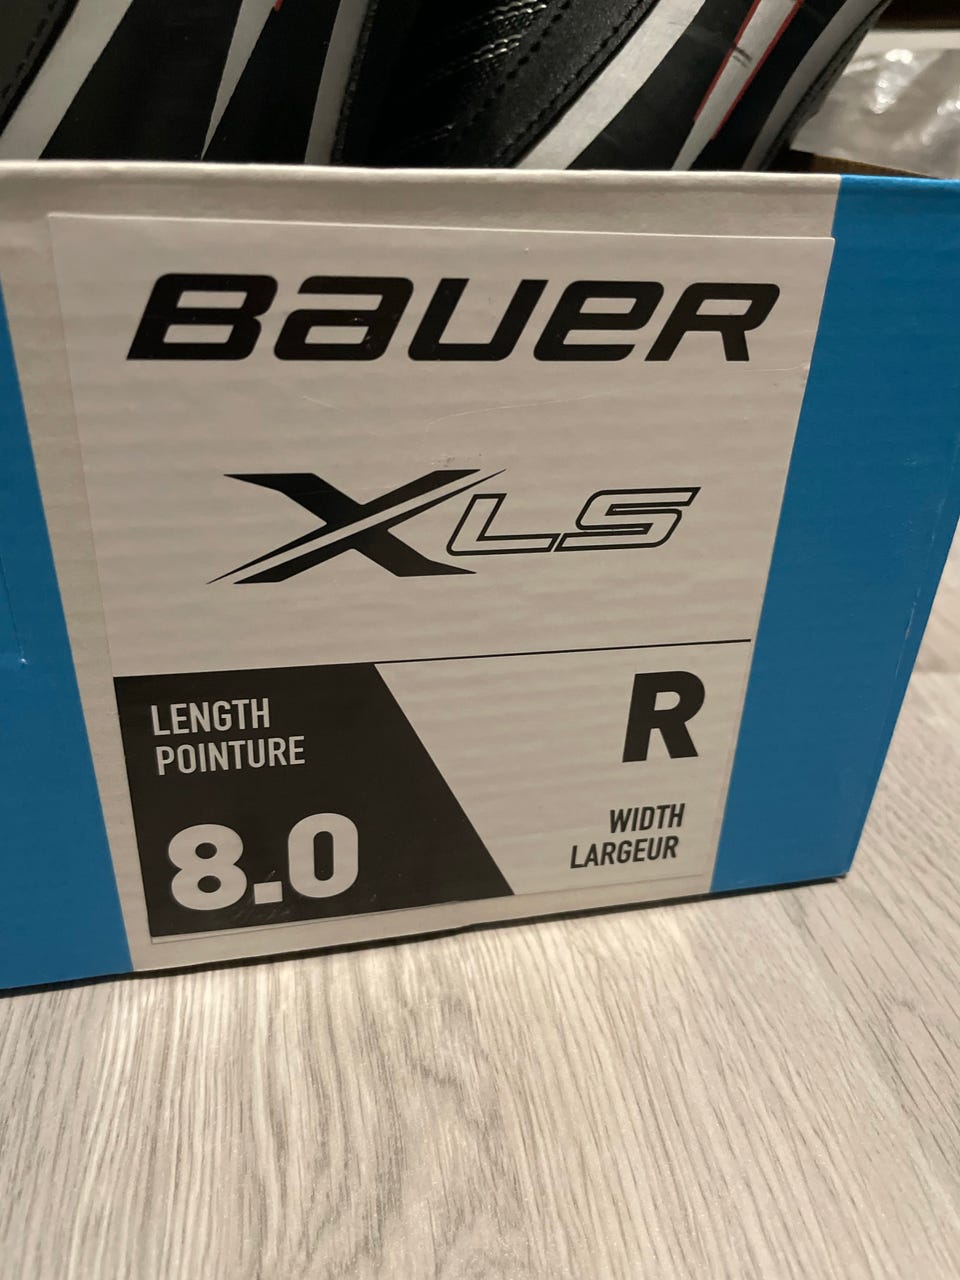 BAUER
XLS
LENGTH
POINTURE
8.0
R
WIDTH
LARGEUR